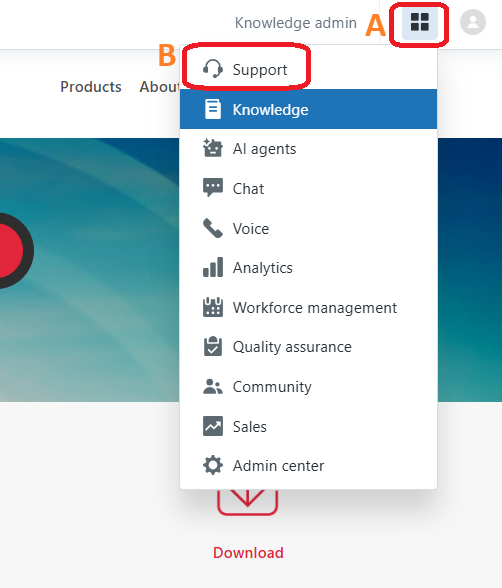 Knowledge admin
A
B
Support
Products
Abou
Knowledge
AI agents
Chat
Voice
Analytics
Workforce management
Quality assurance
Community
Sales
Admin center
Download